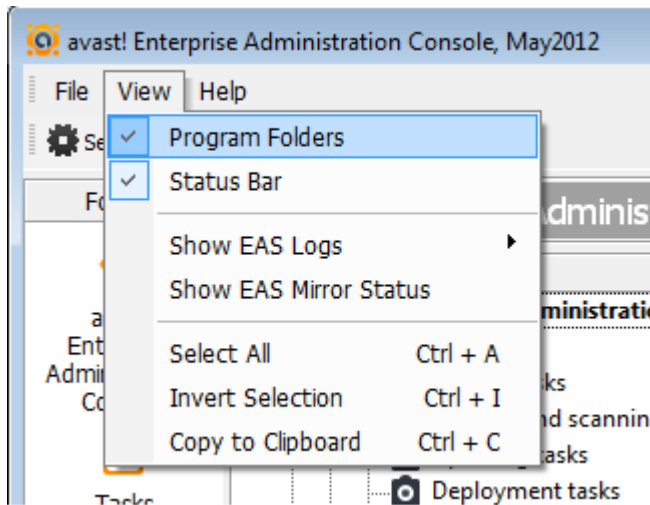 avast! Enterprise Administration Console, May2012
File View Help
Program Folders
Status Bar
Show EAS Logs
Show EAS Mirror Status
Select All Ctrl + A
Invert Selection Ctrl + I
Copy to Clipboard Ctrl + C
Deployment tasks
Tasks